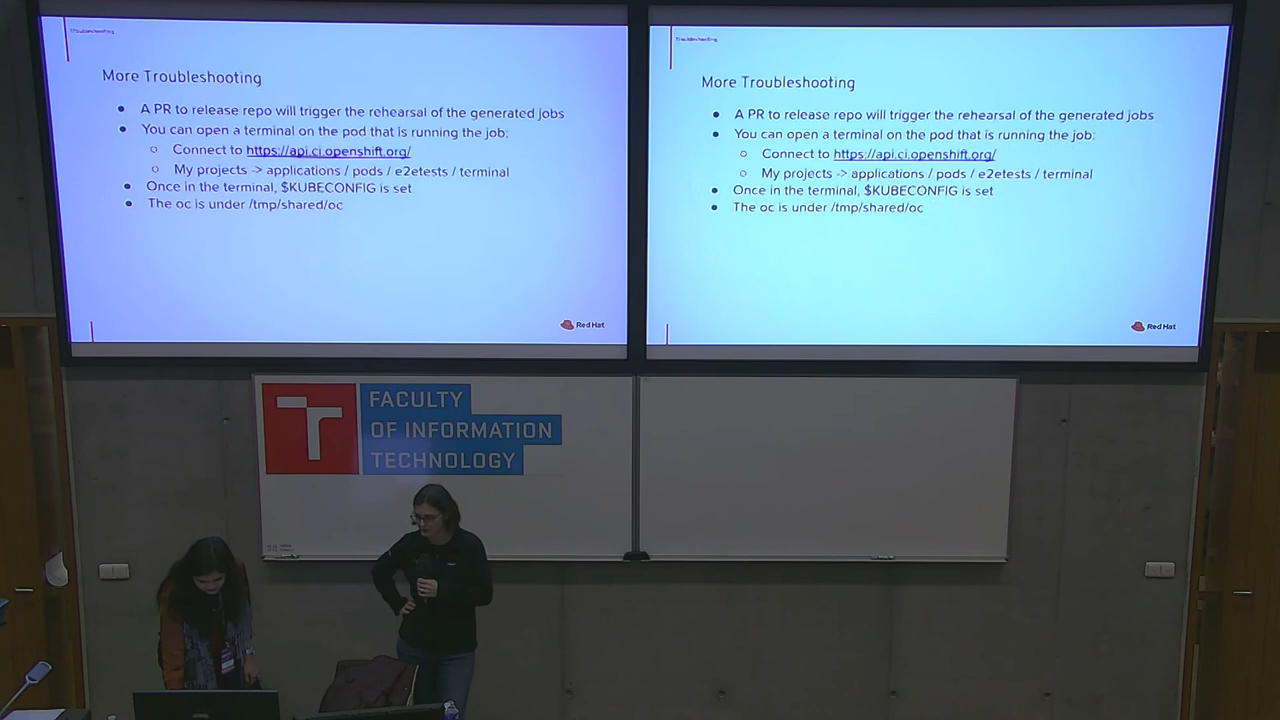 Troubleshooting
More Troubleshooting
● A PR to release repo will trigger the rehearsal of the generated jobs
● You can open a terminal on the pod that is running the job:
○ Connect to https://api.ci.openshift.org/
○ My projects -> applications / pods / e2etests / terminal
● Once in the terminal, $KUBECONFIG is set
● The oc is under /tmp/shared/oc
Red Hat
Troubleshooting
More Troubleshooting
● A PR to release repo will trigger the rehearsal of the generated jobs
● You can open a terminal on the pod that is running the job:
○ Connect to https://api.ci.openshift.org/
○ My projects -> applications / pods / e2etests / terminal
● Once in the terminal, $KUBECONFIG is set
● The oc is under /tmp/shared/oc
Red Hat
FACULTY
OF INFORMATION
TECHNOLOGY